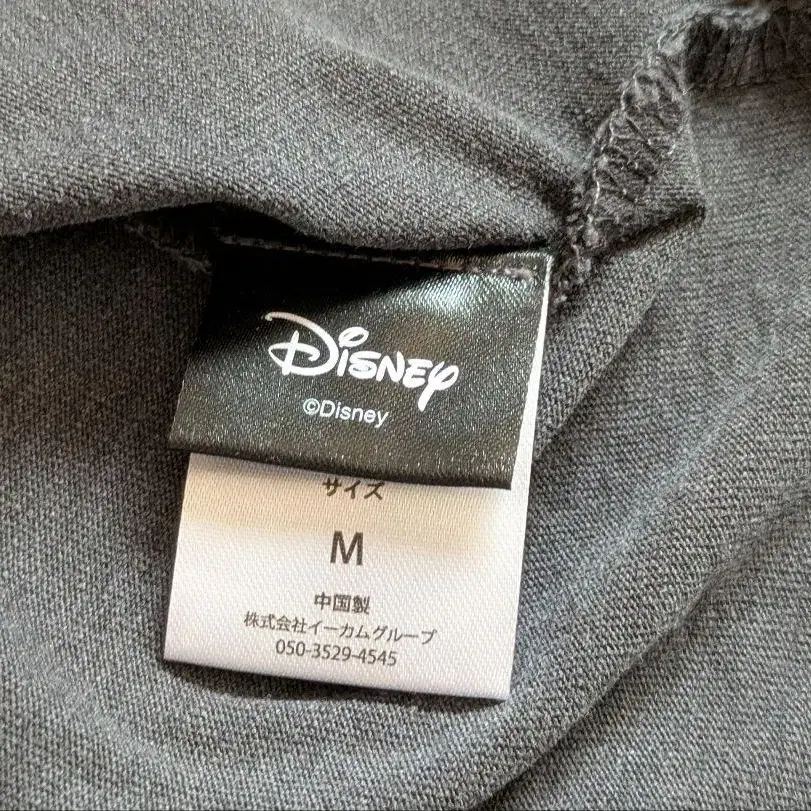 Disney
©Disney
サイズ
M
中国製
株式会社イーカムグループ
050-3529-4545